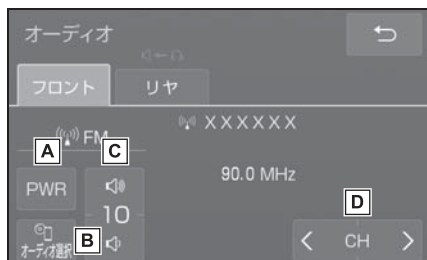 オーディオ
フロント リヤ
FM
XXXXXX
A
C
PWR
10
90.0 MHz
D
オーディオ選択
B
< CH >